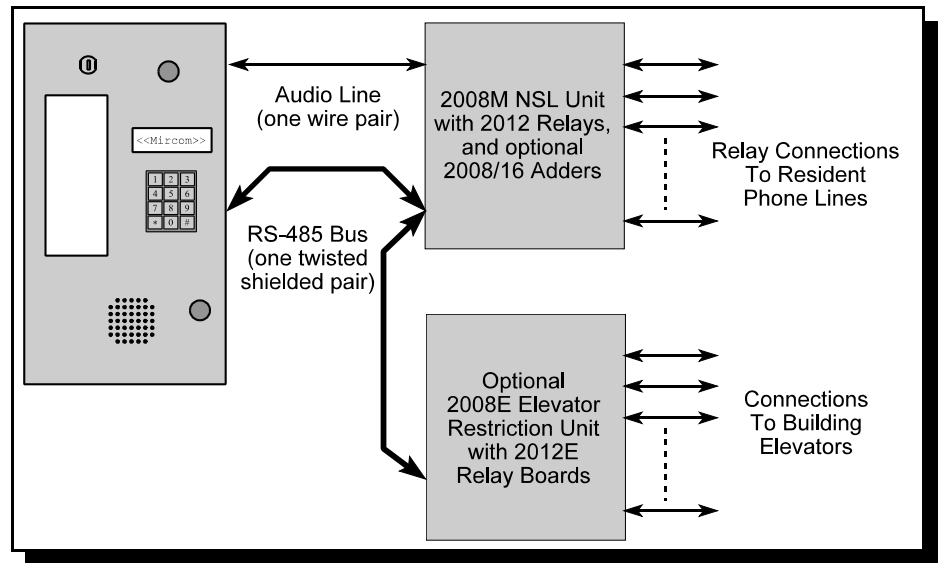 <<Mircom>>
1 2 3
4 5 6
7 8 9
* 0 #
Audio Line
(one wire pair)
RS-485 Bus
(one twisted
shielded pair)
2008M NSL Unit
with 2012 Relays,
and optional
2008/16 Adders
Relay Connections
To Resident
Phone Lines
Optional
2008E Elevator
Restriction Unit
with 2012E
Relay Boards
Connections
To Building
Elevators